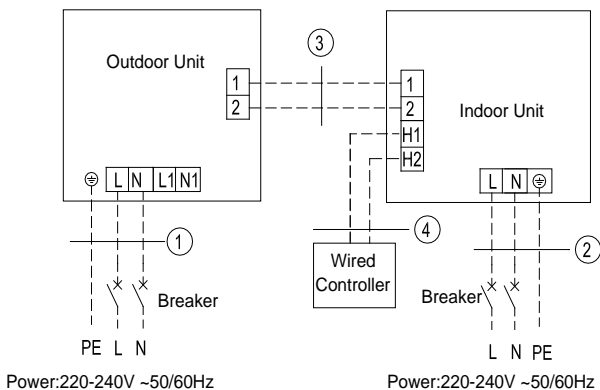 Outdoor Unit
1
2
⏚ L N L1 N1
① 
Breaker
PE L N
Power:220-240V ~50/60Hz
③
Indoor Unit
1
2
H1
H2
L N ⏚
④
Wired
Controller
②
Breaker
L N PE
Power:220-240V ~50/60Hz